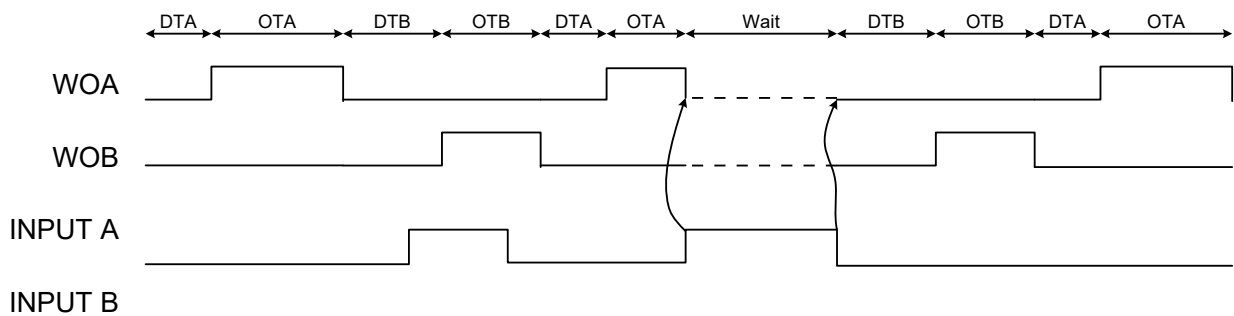 DTA OTA DTB OTB DTA OTA Wait DTB OTB DTA OTA
WOA
WOB
INPUT A
INPUT B